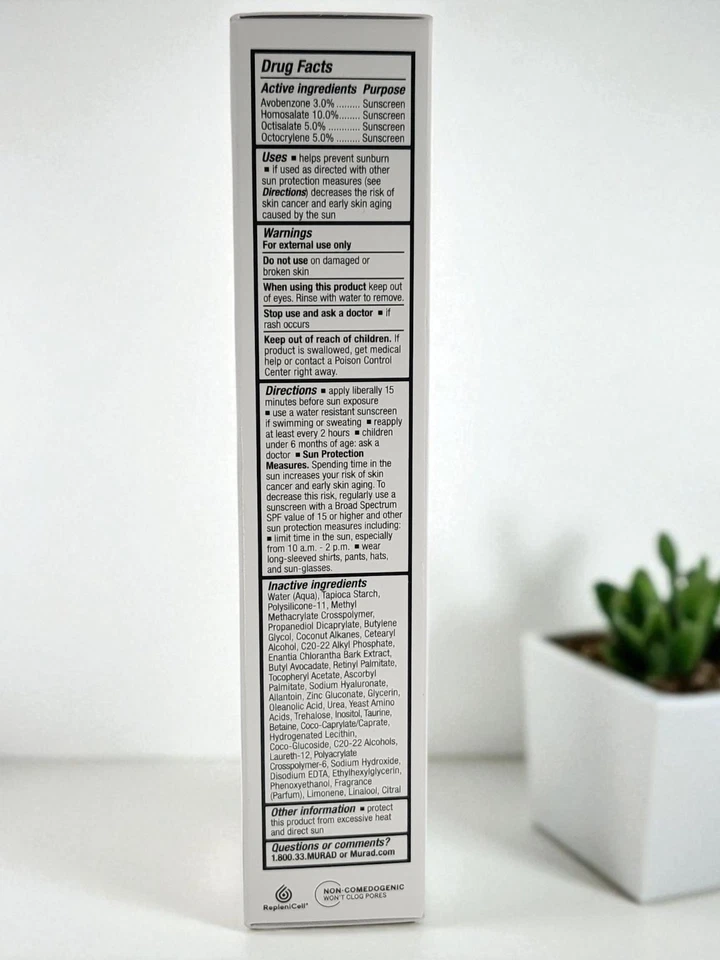 Drug Facts
Active ingredients Purpose
Avobenzone 3.0%......... Sunscreen
Homosalate 10.0%....... Sunscreen
Octisalate 5.0% ............ Sunscreen
Octocrylene 5.0% ......... Sunscreen
Uses ▪ helps prevent sunburn
▪ if used as directed with other
sun protection measures (see
Directions) decreases the risk of
skin cancer and early skin aging
caused by the sun
Warnings
For external use only
Do not use on damaged or
broken skin
When using this product keep out
of eyes. Rinse with water to remove.
Stop use and ask a doctor ▪ if
rash occurs
Keep out of reach of children. If
product is swallowed, get medical
help or contact a Poison Control
Center right away.
Directions ▪ apply liberally 15
minutes before sun exposure
▪ use a water resistant sunscreen
if swimming or sweating ▪ reapply
at least every 2 hours ▪ children
under 6 months of age: ask a
doctor ▪ Sun Protection
Measures. Spending time in the
sun increases your risk of skin
cancer and early skin aging. To
decrease this risk, regularly use a
sunscreen with a Broad Spectrum
SPF value of 15 or higher and other
sun protection measures including:
▪ limit time in the sun, especially
from 10 a.m. - 2 p.m. ▪ wear
long-sleeved shirts, pants, hats,
and sun-glasses.
Inactive ingredients
Water (Aqua), Tapioca Starch,
Polysilicone-11, Methyl
Methacrylate Crosspolymer,
Propanediol Dicaprylate, Butylene
Glycol, Coconut Alkanes, Cetearyl
Alcohol, C20-22 Alkyl Phosphate,
Enantia Chlorantha Bark Extract,
Butyl Avocadate, Retinyl Palmitate,
Tocopheryl Acetate, Ascorbyl
Palmitate, Sodium Hyaluronate,
Allantoin, Zinc Gluconate, Glycerin,
Oleanolic Acid, Urea, Yeast Amino
Acids, Trehalose, Inositol, Taurine,
Betaine, Coco-Caprylate/Caprate,
Hydrogenated Lecithin,
Coco-Glucoside, C20-22 Alcohols,
Laureth-12, Polyacrylate
Crosspolymer-6, Sodium Hydroxide,
Disodium EDTA, Ethylhexylglycerin,
Phenoxyethanol, Fragrance
(Parfum), Limonene, Linalool, Citral
Other information ▪ protect
this product from excessive heat
and direct sun
Questions or comments?
1.800.33.MURAD or Murad.com
RepleniCell®
NON-COMEDOGENIC
WON'T CLOG PORES